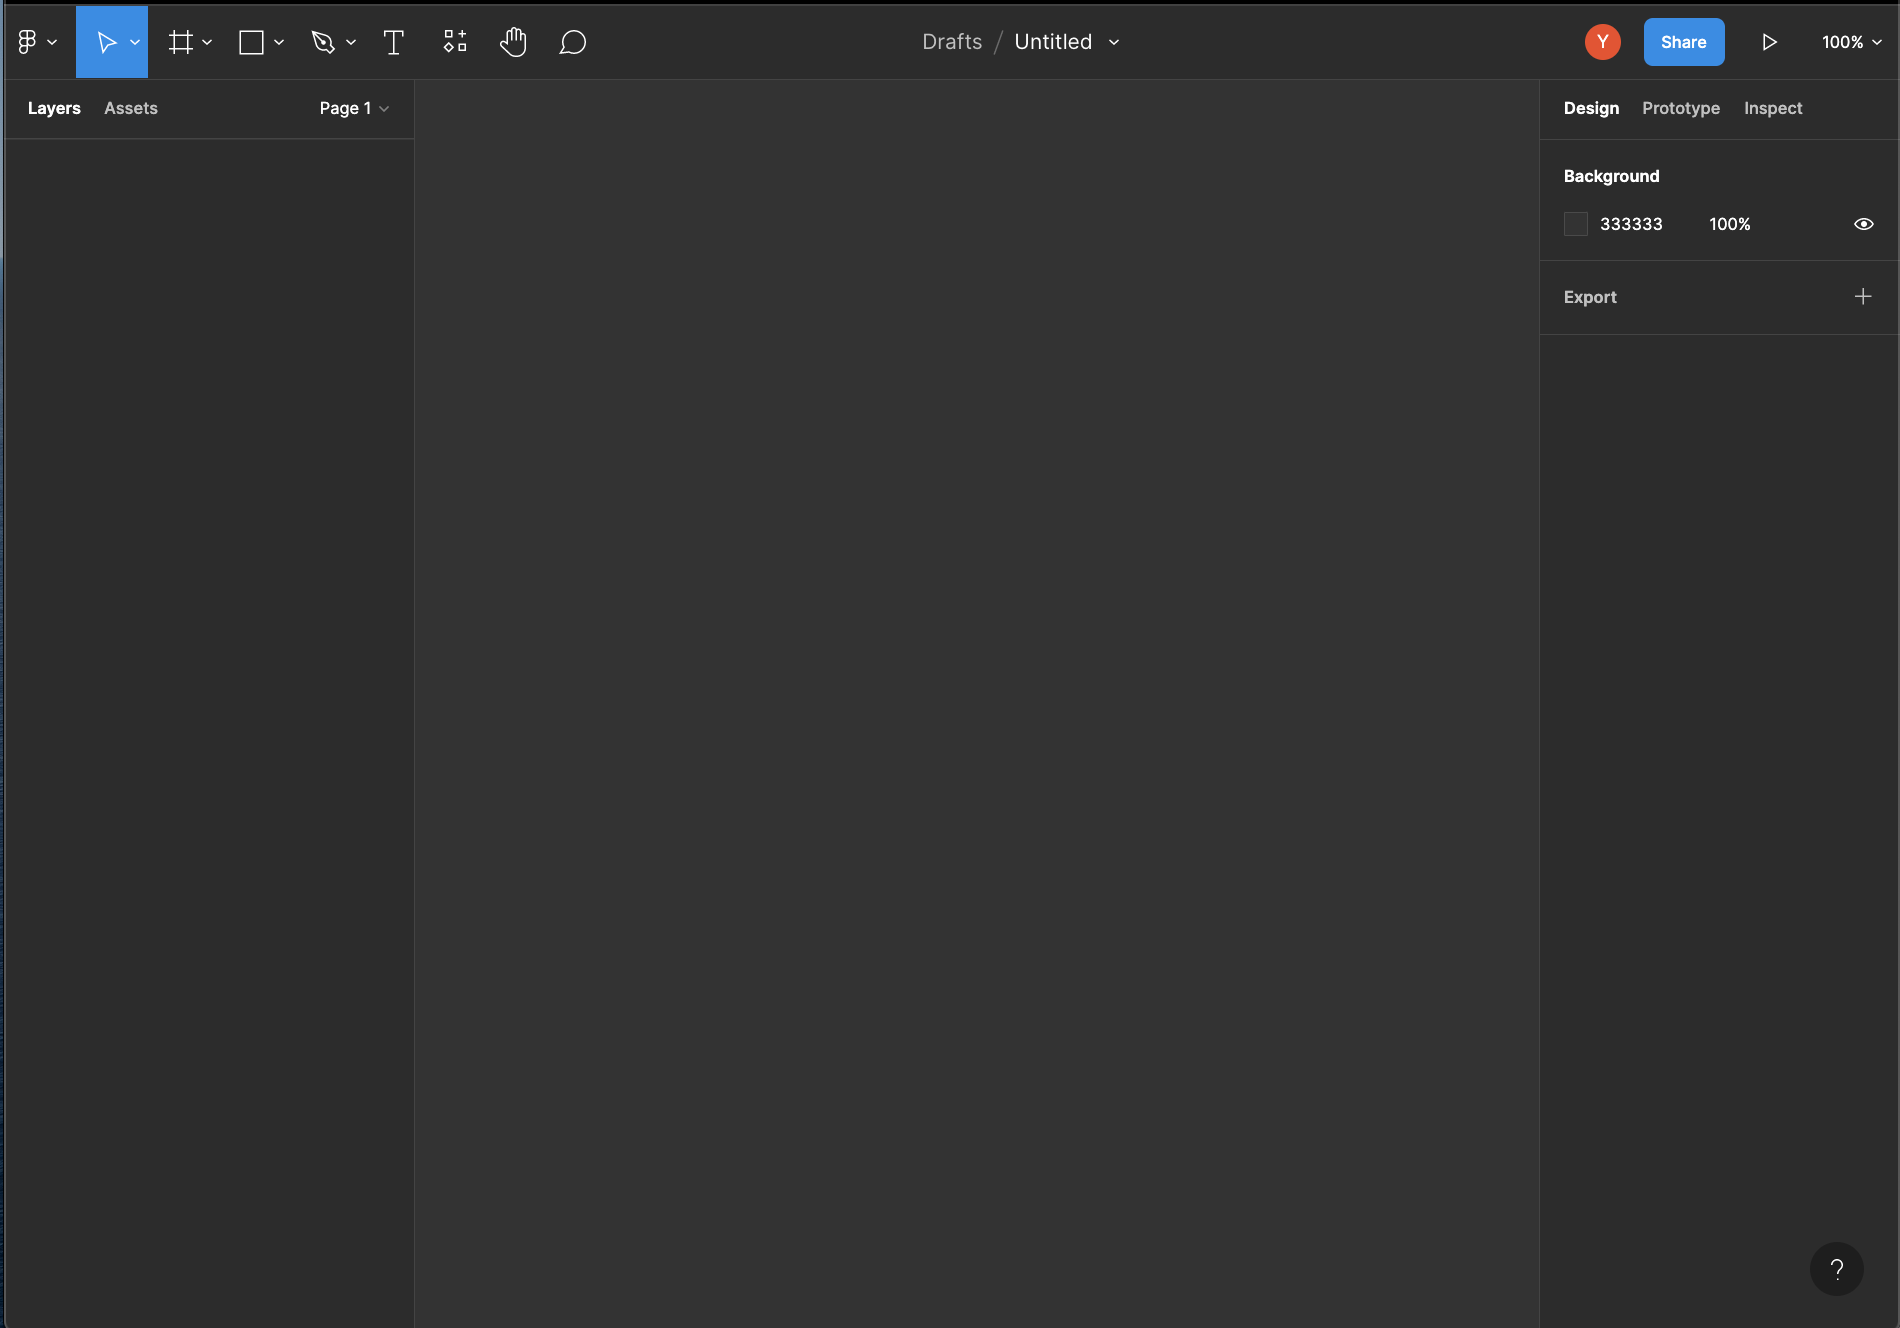 Drafts / Untitled
Y
Share
100%
Layers Assets Page 1
Design Prototype Inspect
Background
333333 100%
Export
?